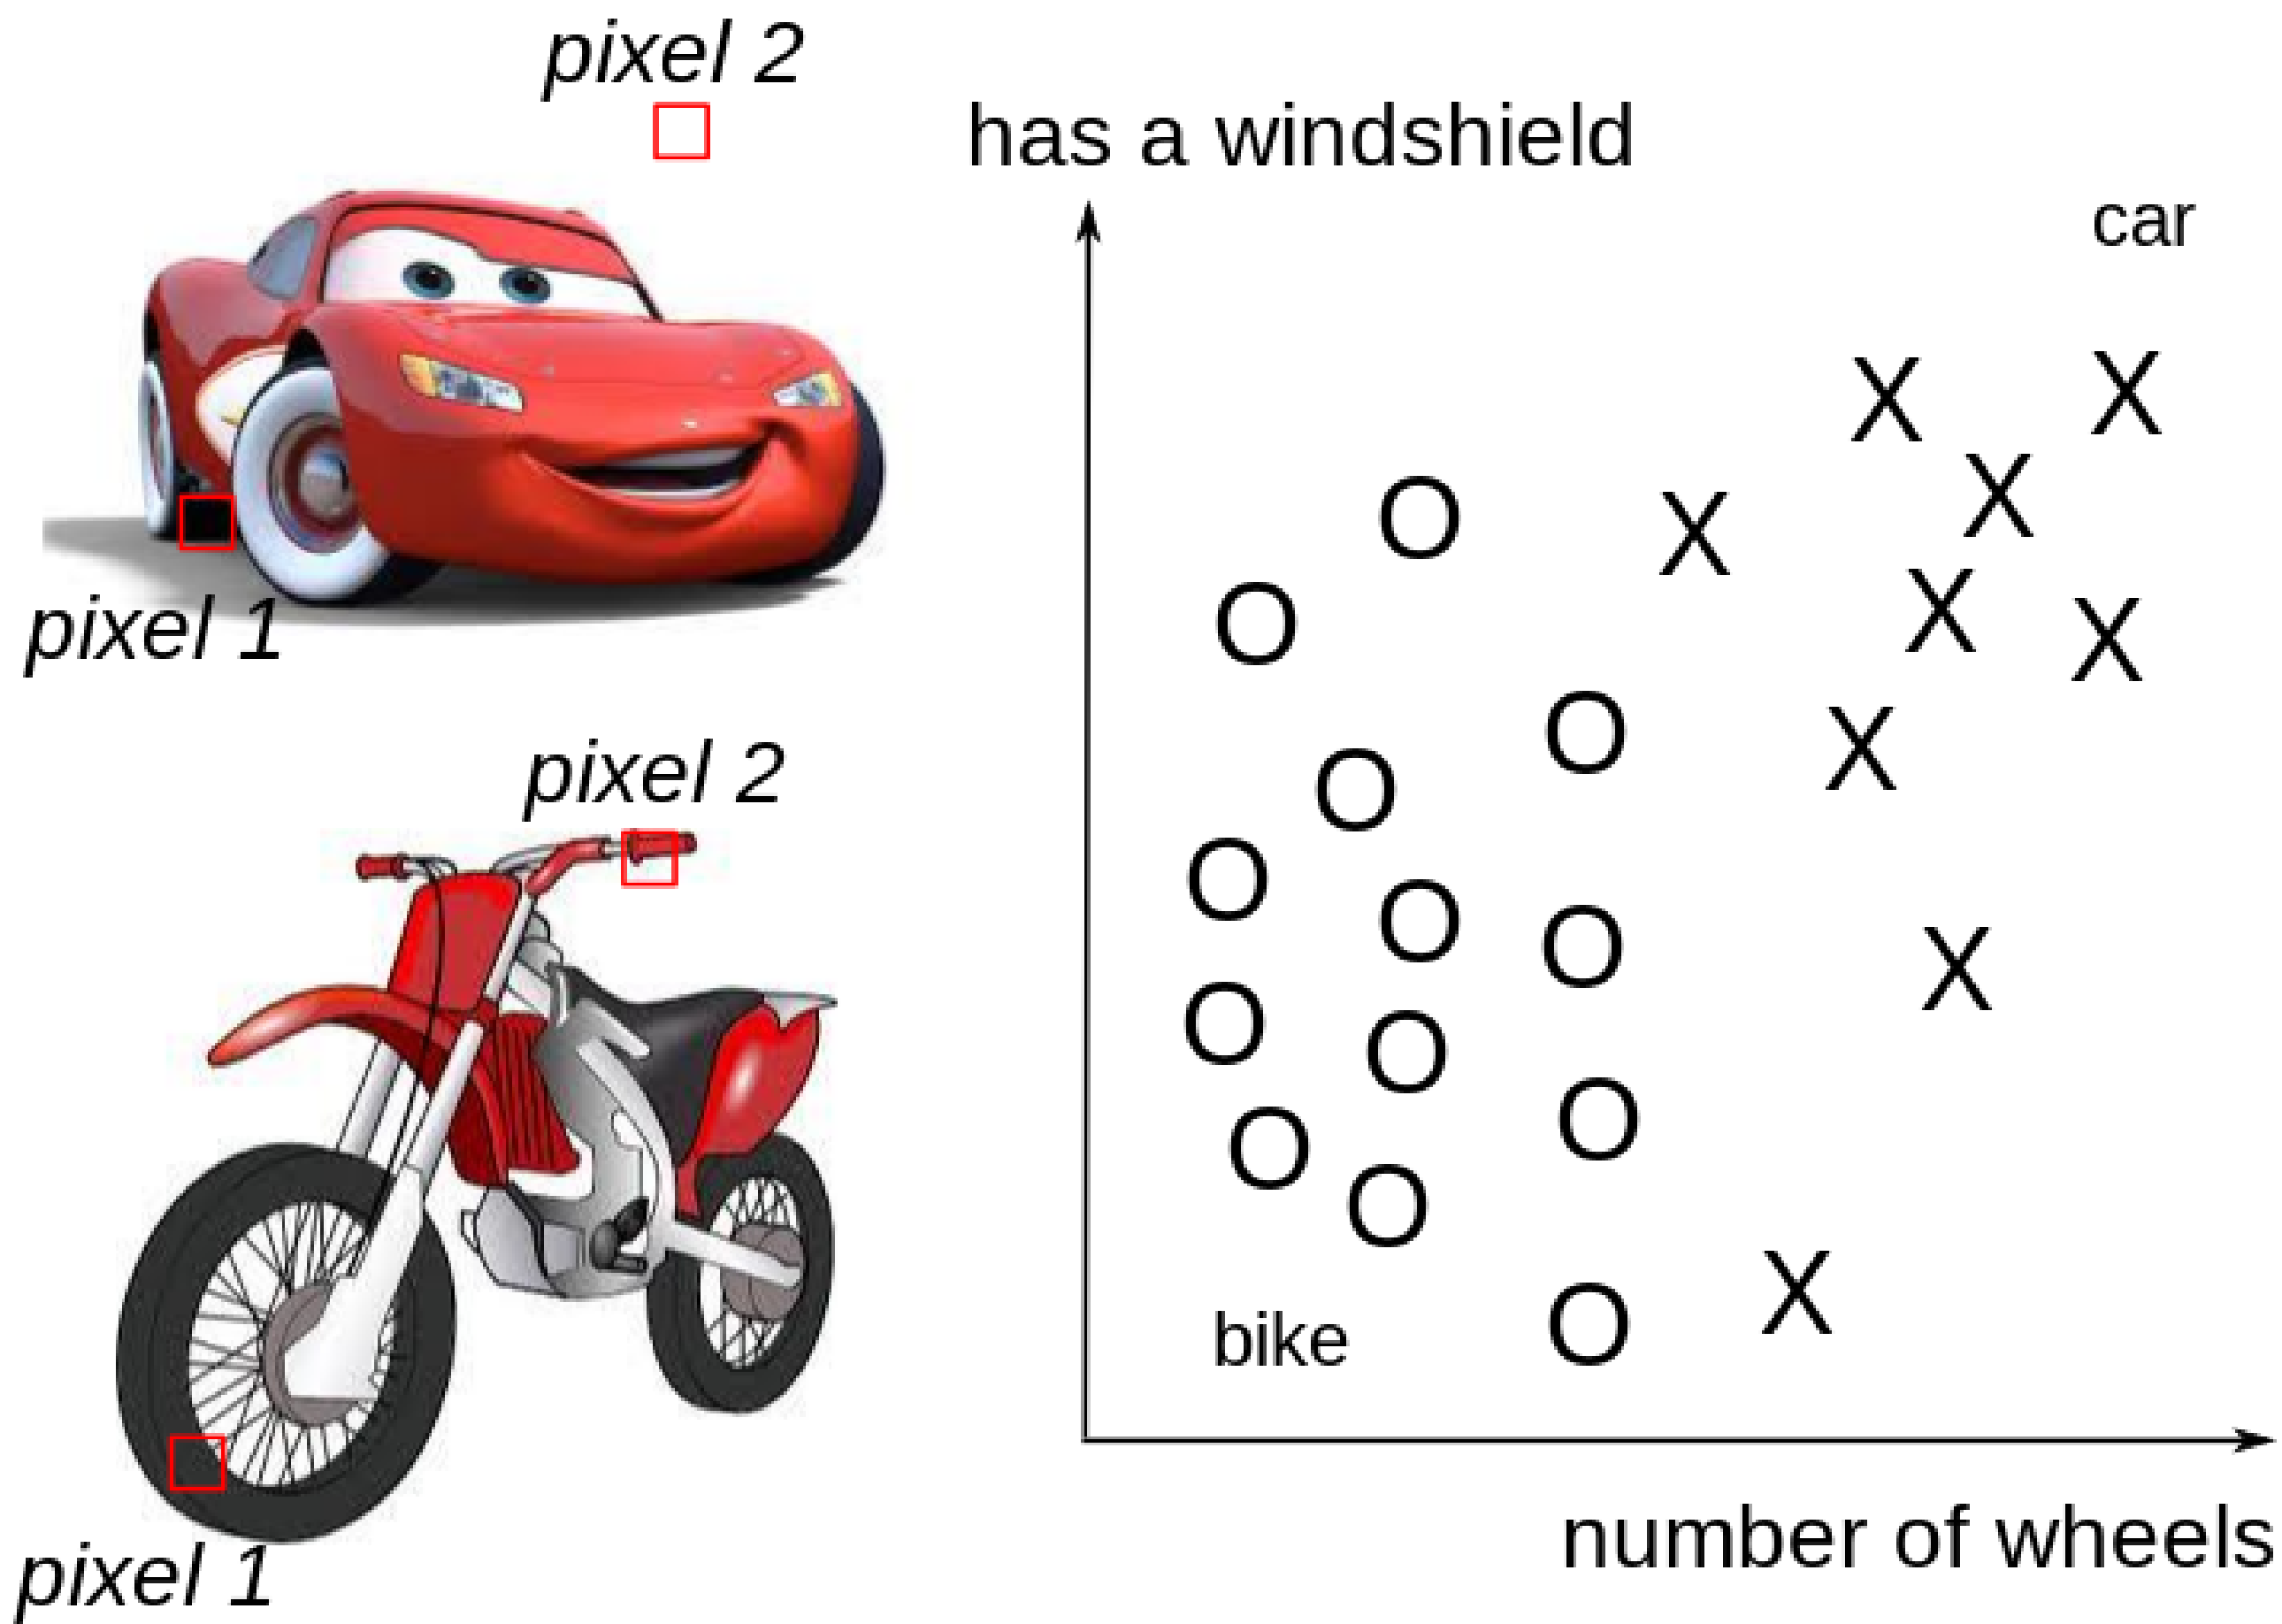 pixel 2
pixel 1
pixel 2
pixel 1
has a windshield
car
X X
X
O X
X
O X
O X
O
O
O O X
O O
O
O
O
X
O
bike
number of wheels